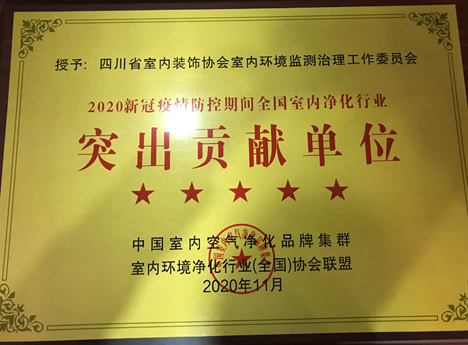 授予：四川省室内装饰协会室内环境监测治理工作委员会
2020新冠疫情防控期间全国室内净化行业
突出贡献单位
中国室内空气净化品牌集群
室内环境净化行业(全国)协会联盟
2020年11月